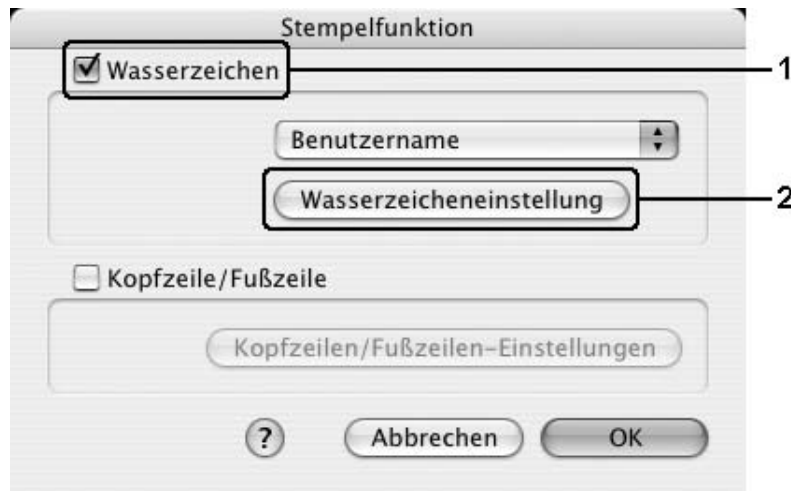 Stempelfunktion
Wasserzeichen
1
Benutzername
Wasserzeicheneinstellung
2
Kopfzeile/Fußzeile
Kopfzeilen/Fußzeilen-Einstellungen
? Abbrechen OK